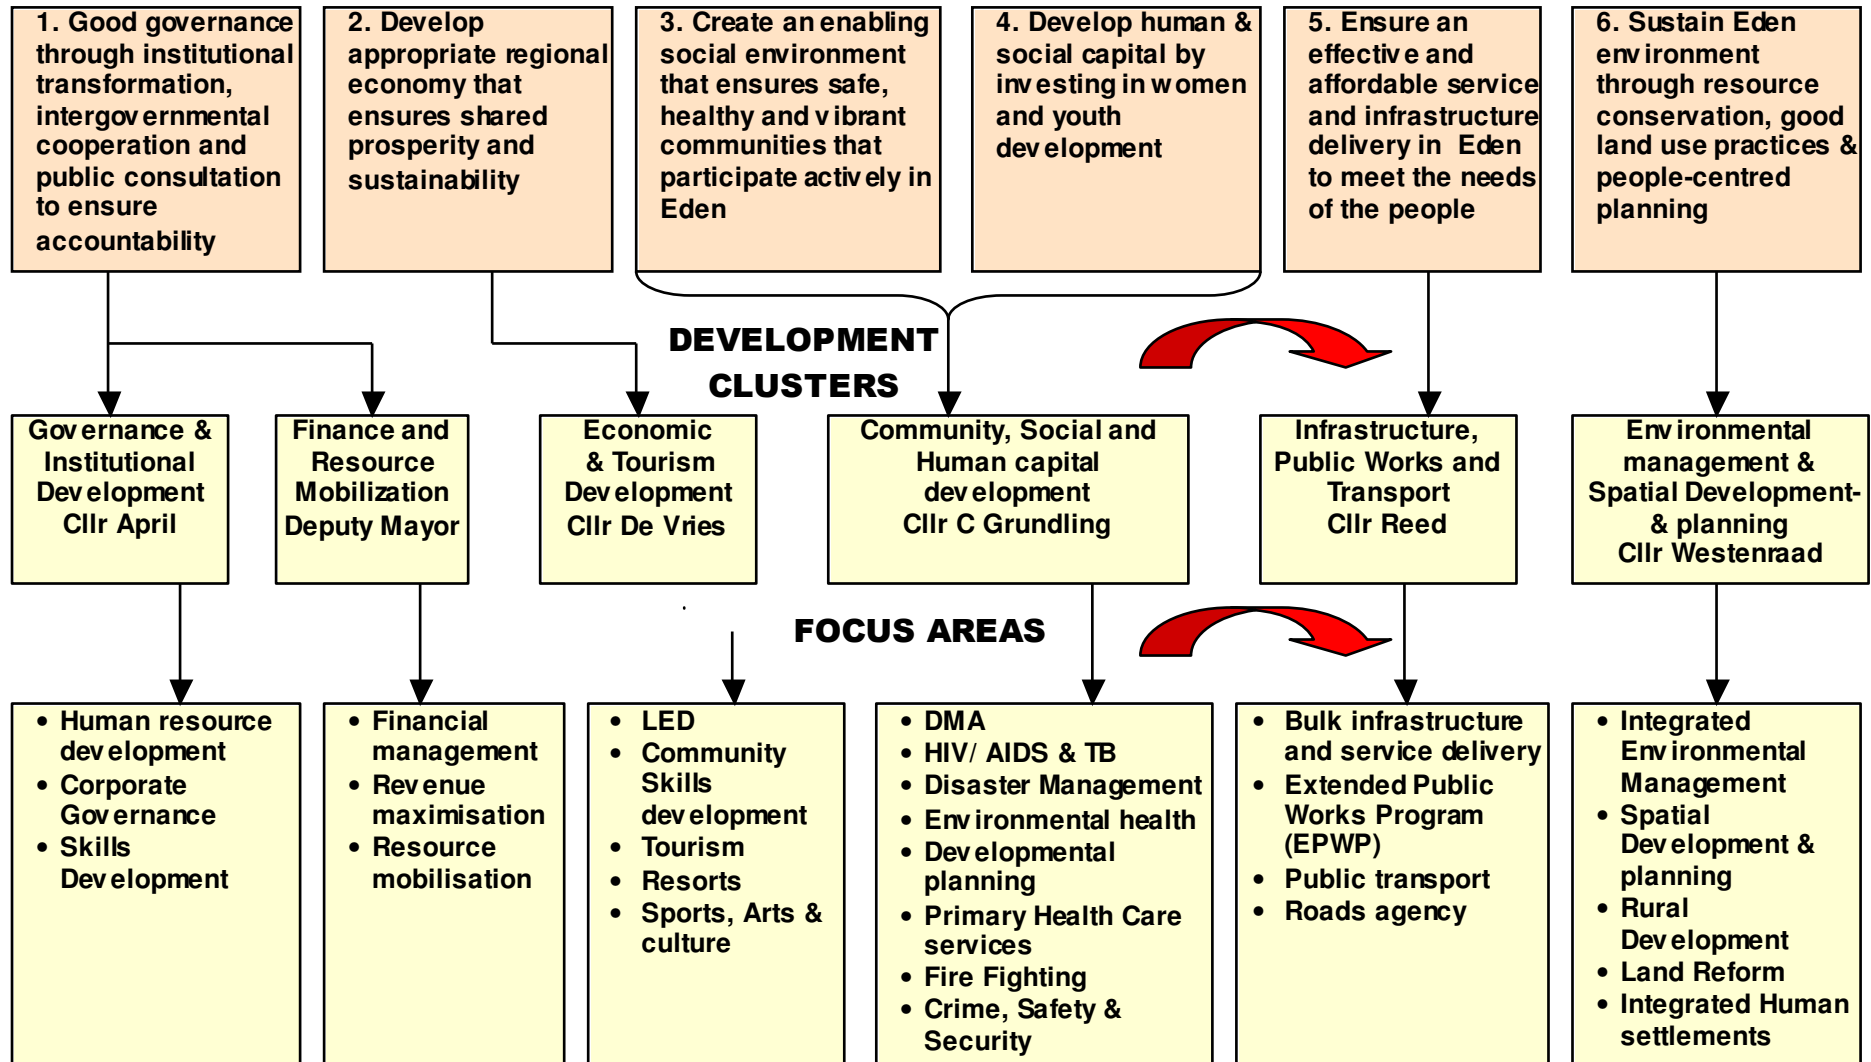 1. Good governance
through institutional
transformation,
intergovernmental
cooperation and
public consultation
to ensure
accountability
2. Develop
appropriate regional
economy that
ensures shared
prosperity and
sustainability
3. Create an enabling
social environment
that ensures safe,
healthy and vibrant
communities that
participate actively in
Eden
4. Develop human &
social capital by
investing in women
and youth
development
5. Ensure an
effective and
affordable service
and infrastructure
delivery in Eden
to meet the needs
of the people
6. Sustain Eden
environment
through resource
conservation, good
land use practices &
people-centred
planning
DEVELOPMENT
CLUSTERS
Governance &
Institutional
Development
Cllr April
Finance and
Resource
Mobilization
Deputy Mayor
Economic
& Tourism
Development
Cllr De Vries
Community, Social and
Human capital
development
Cllr C Grundling
Infrastructure,
Public Works and
Transport
Cllr Reed
Environmental
management &
Spatial Development-
& planning
Cllr Westenraad
FOCUS AREAS
• Human resource
development
• Corporate
Governance
• Skills
Development
• Financial
management
• Revenue
maximisation
• Resource
mobilisation
• LED
• Community
Skills
development
• Tourism
• Resorts
• Sports, Arts &
culture
• DMA
• HIV/ AIDS & TB
• Disaster Management
• Environmental health
• Developmental
planning
• Primary Health Care
services
• Fire Fighting
• Crime, Safety &
Security
• Bulk infrastructure
and service delivery
• Extended Public
Works Program
(EPWP)
• Public transport
• Roads agency
• Integrated
Environmental
Management
• Spatial
Development &
planning
• Rural
Development
• Land Reform
• Integrated Human
settlements